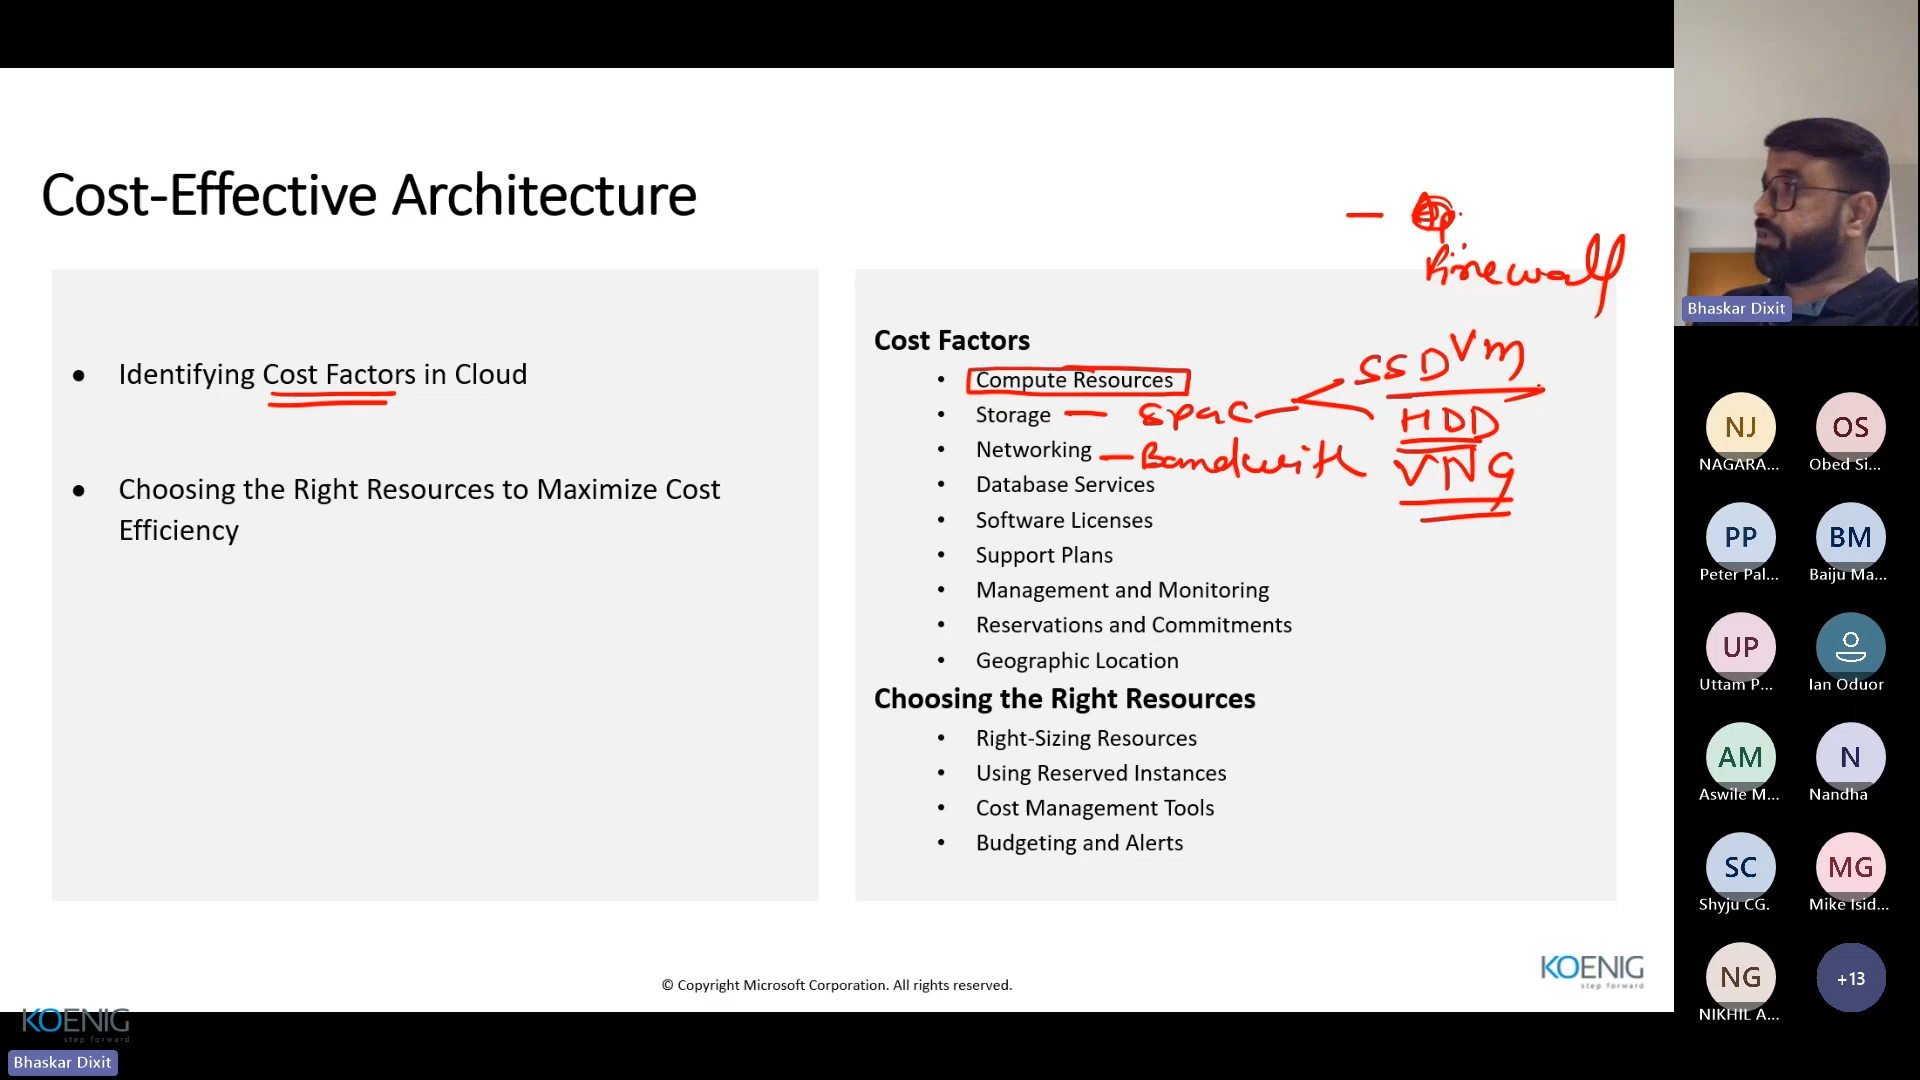 Cost-Effective Architecture
Identifying Cost Factors in Cloud
Choosing the Right Resources to Maximize Cost
Efficiency
Firewall
Cost Factors
Compute Resources
Storage — Spac SSD VM
HDD
Networking — Bandwith VNG
Database Services
Software Licenses
Support Plans
Management and Monitoring
Reservations and Commitments
Geographic Location
Choosing the Right Resources
Right-Sizing Resources
Using Reserved Instances
Cost Management Tools
Budgeting and Alerts
© Copyright Microsoft Corporation. All rights reserved.
KOENIG
step forward
KOENIG
step forward
Bhaskar Dixit
Bhaskar Dixit
NJ
NAGARA...
OS
Obed Si...
PP
Peter Pal...
BM
Baiju Ma...
UP
Uttam P...
Ian Oduor
AM
Aswile M...
N
Nandha
SC
Shyju CG.
MG
Mike Isid...
NG
NIKHIL A...
+13